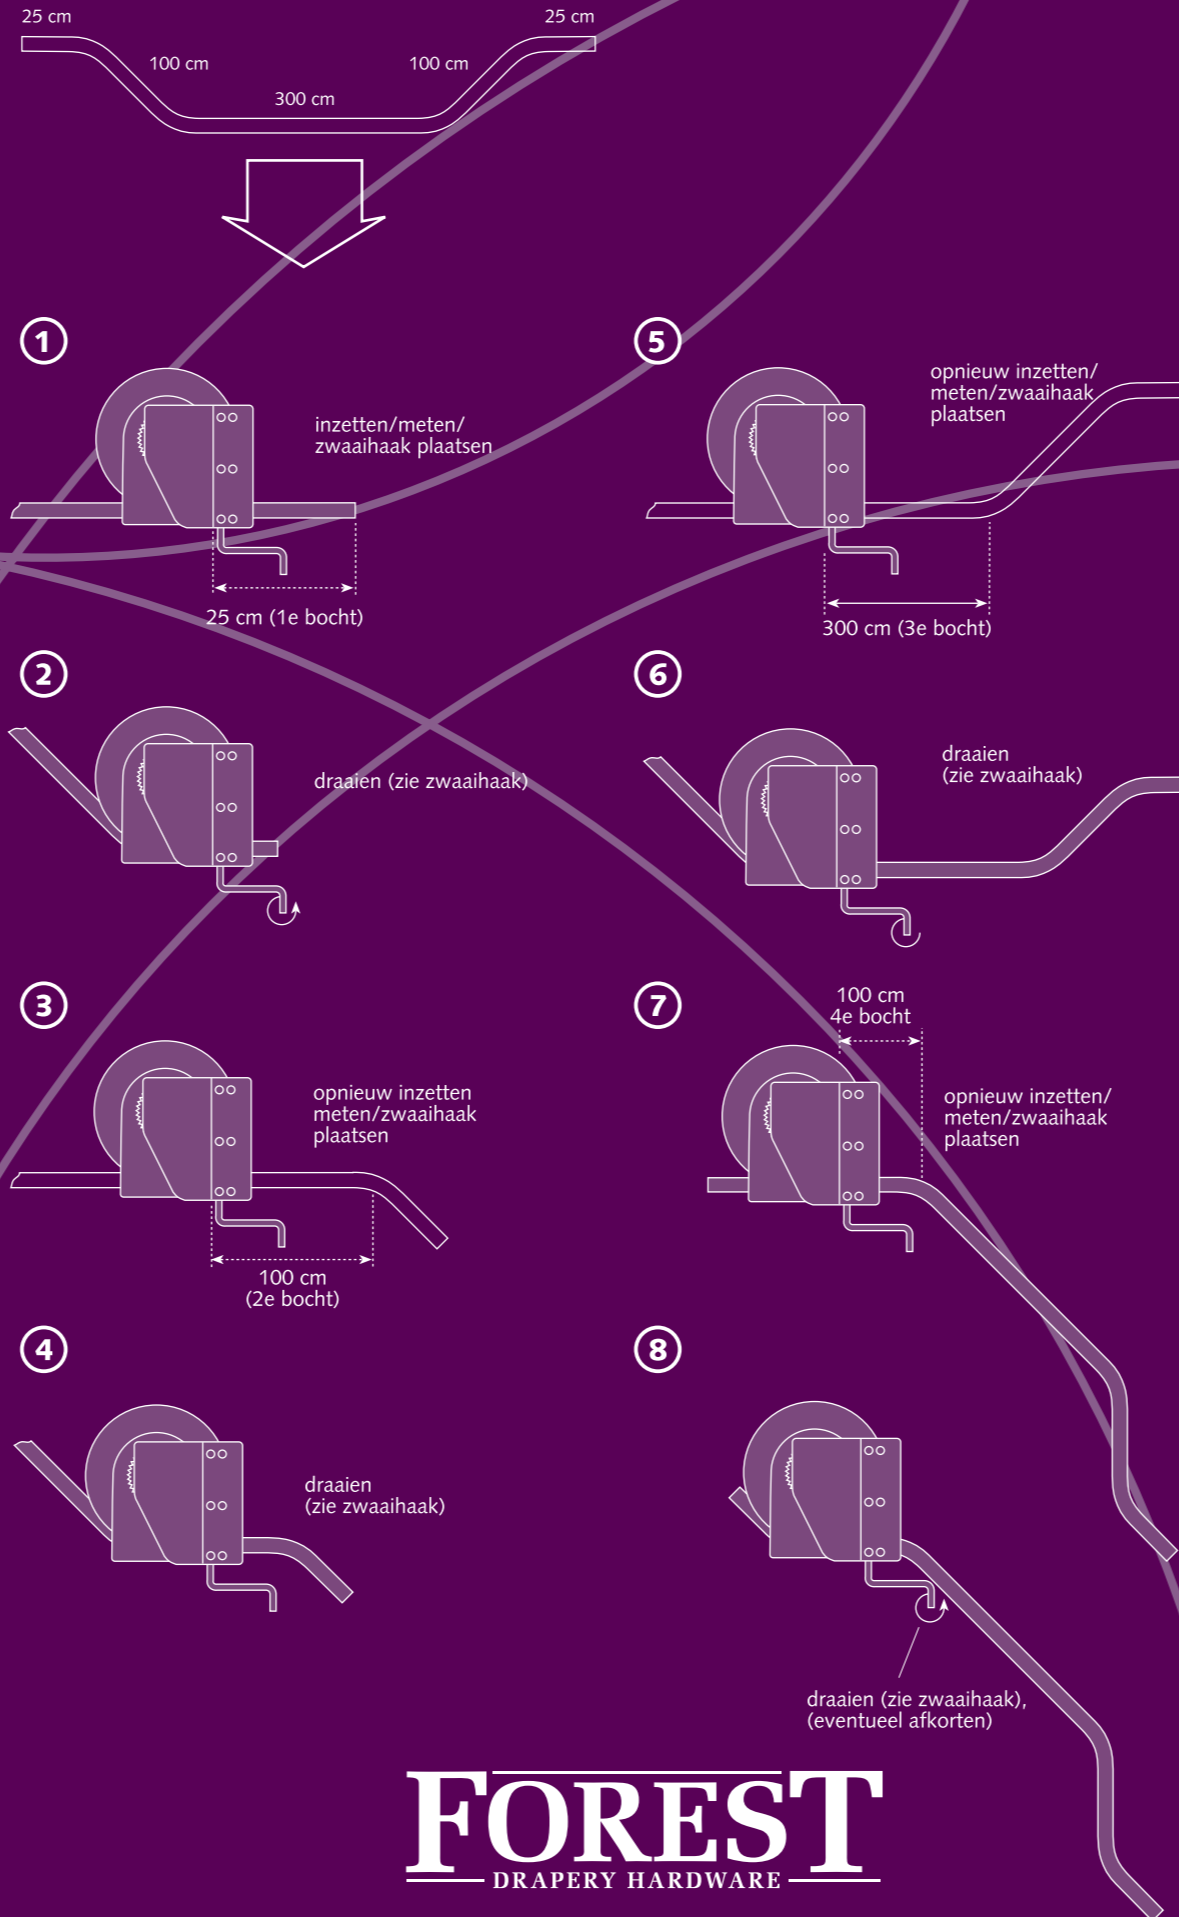 25 cm
25 cm
100 cm
100 cm
300 cm
1
inzetten/meten/
zwaaihaak plaatsen
25 cm (1e bocht)
2
draaien (zie zwaaihaak)
3
opnieuw inzetten
meten/zwaaihaak
plaatsen
100 cm
(2e bocht)
4
draaien
(zie zwaaihaak)
5
opnieuw inzetten/
meten/zwaaihaak
plaatsen
300 cm (3e bocht)
6
draaien
(zie zwaaihaak)
7
100 cm
4e bocht
opnieuw inzetten/
meten/zwaaihaak
plaatsen
8
draaien (zie zwaaihaak),
(eventueel afkorten)
FOREST
DRAPERY HARDWARE